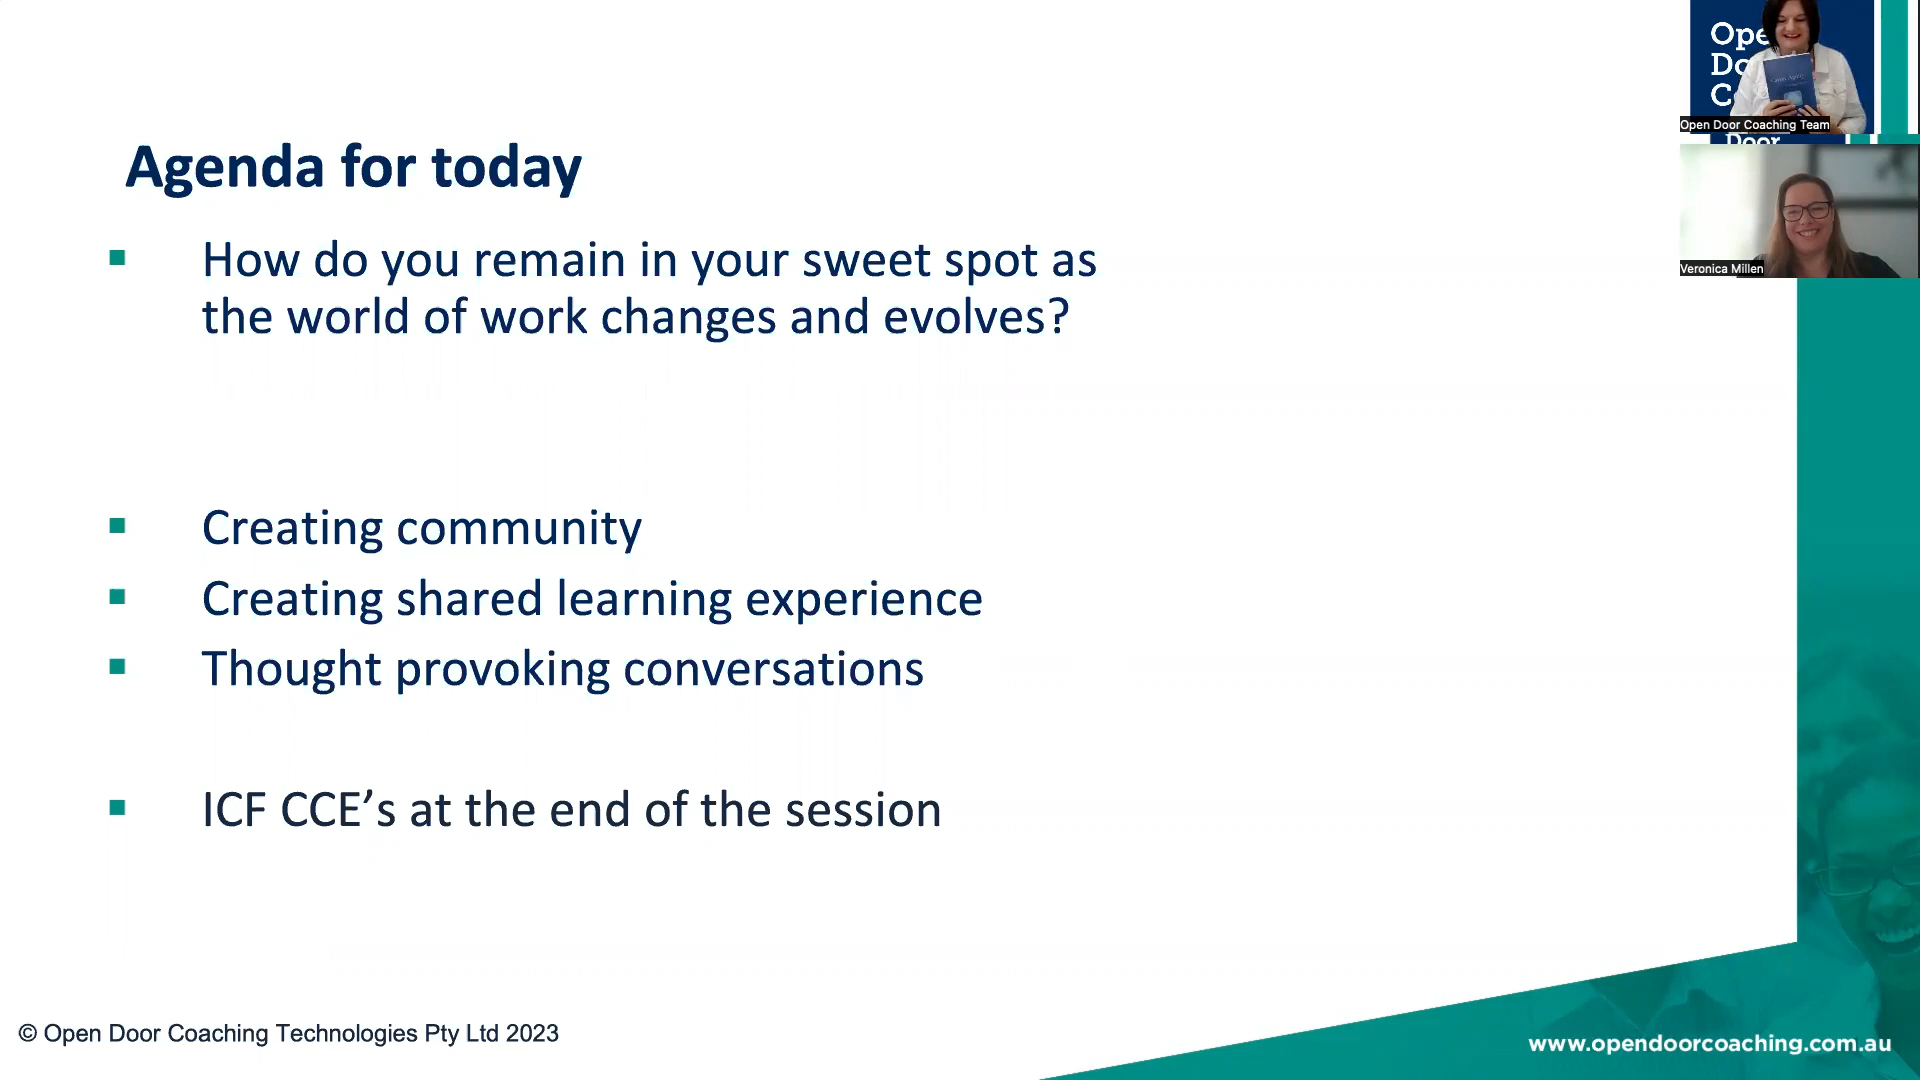 Agenda for today
How do you remain in your sweet spot as
the world of work changes and evolves?
Creating community
Creating shared learning experience
Thought provoking conversations
ICF CCE’s at the end of the session
© Open Door Coaching Technologies Pty Ltd 2023
www.opendoorcoaching.com.au
Open Door Coaching Team
Door
Veronica Millen